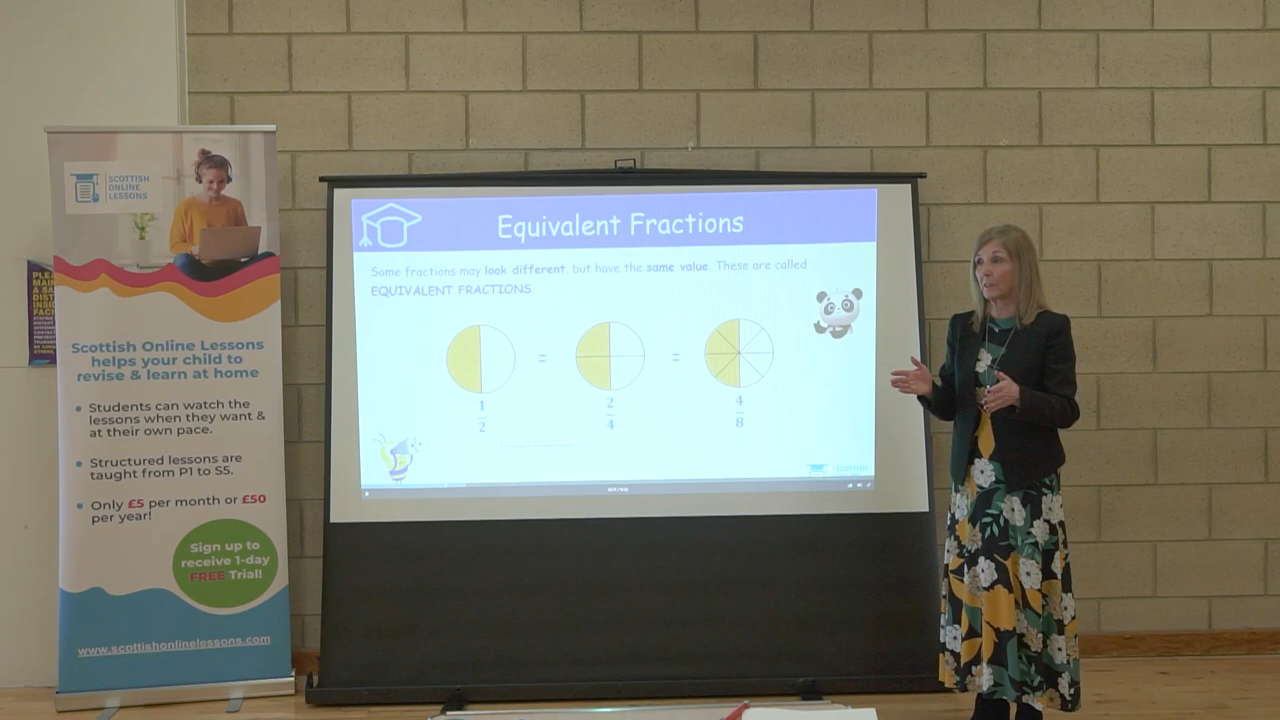 SCOTTISH
ONLINE
LESSONS
Scottish Online Lessons
helps your child to
revise & learn at home
• Students can watch the
lessons when they want &
at their own pace.
• Structured lessons are
taught from P1 to S5.
• Only £5 per month or £50
per year!
Sign up to
receive 1-day
FREE Trial!
www.scottishonlinelessons.com
Equivalent Fractions
Some fractions may look different, but have the same value. These are called
EQUIVALENT FRACTIONS
= =
1 2 4
2 4 8
SCOTTISH